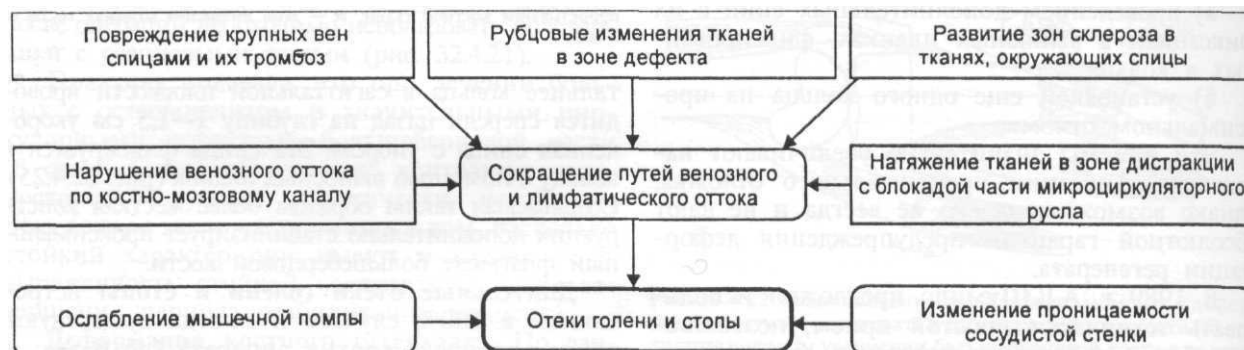 Повреждение крупных вен
спицами и их тромбоз
Рубцовые изменения тканей
в зоне дефекта
Развитие зон склероза в
тканях, окружающих спицы
Нарушение венозного оттока
по костно-мозговому каналу
Сокращение путей венозного
и лимфатического оттока
Натяжение тканей в зоне дистракции
с блокадой части микроциркуляторного
русла
Ослабление мышечной помпы
Отеки голени и стопы
Изменение проницаемости
сосудистой стенки